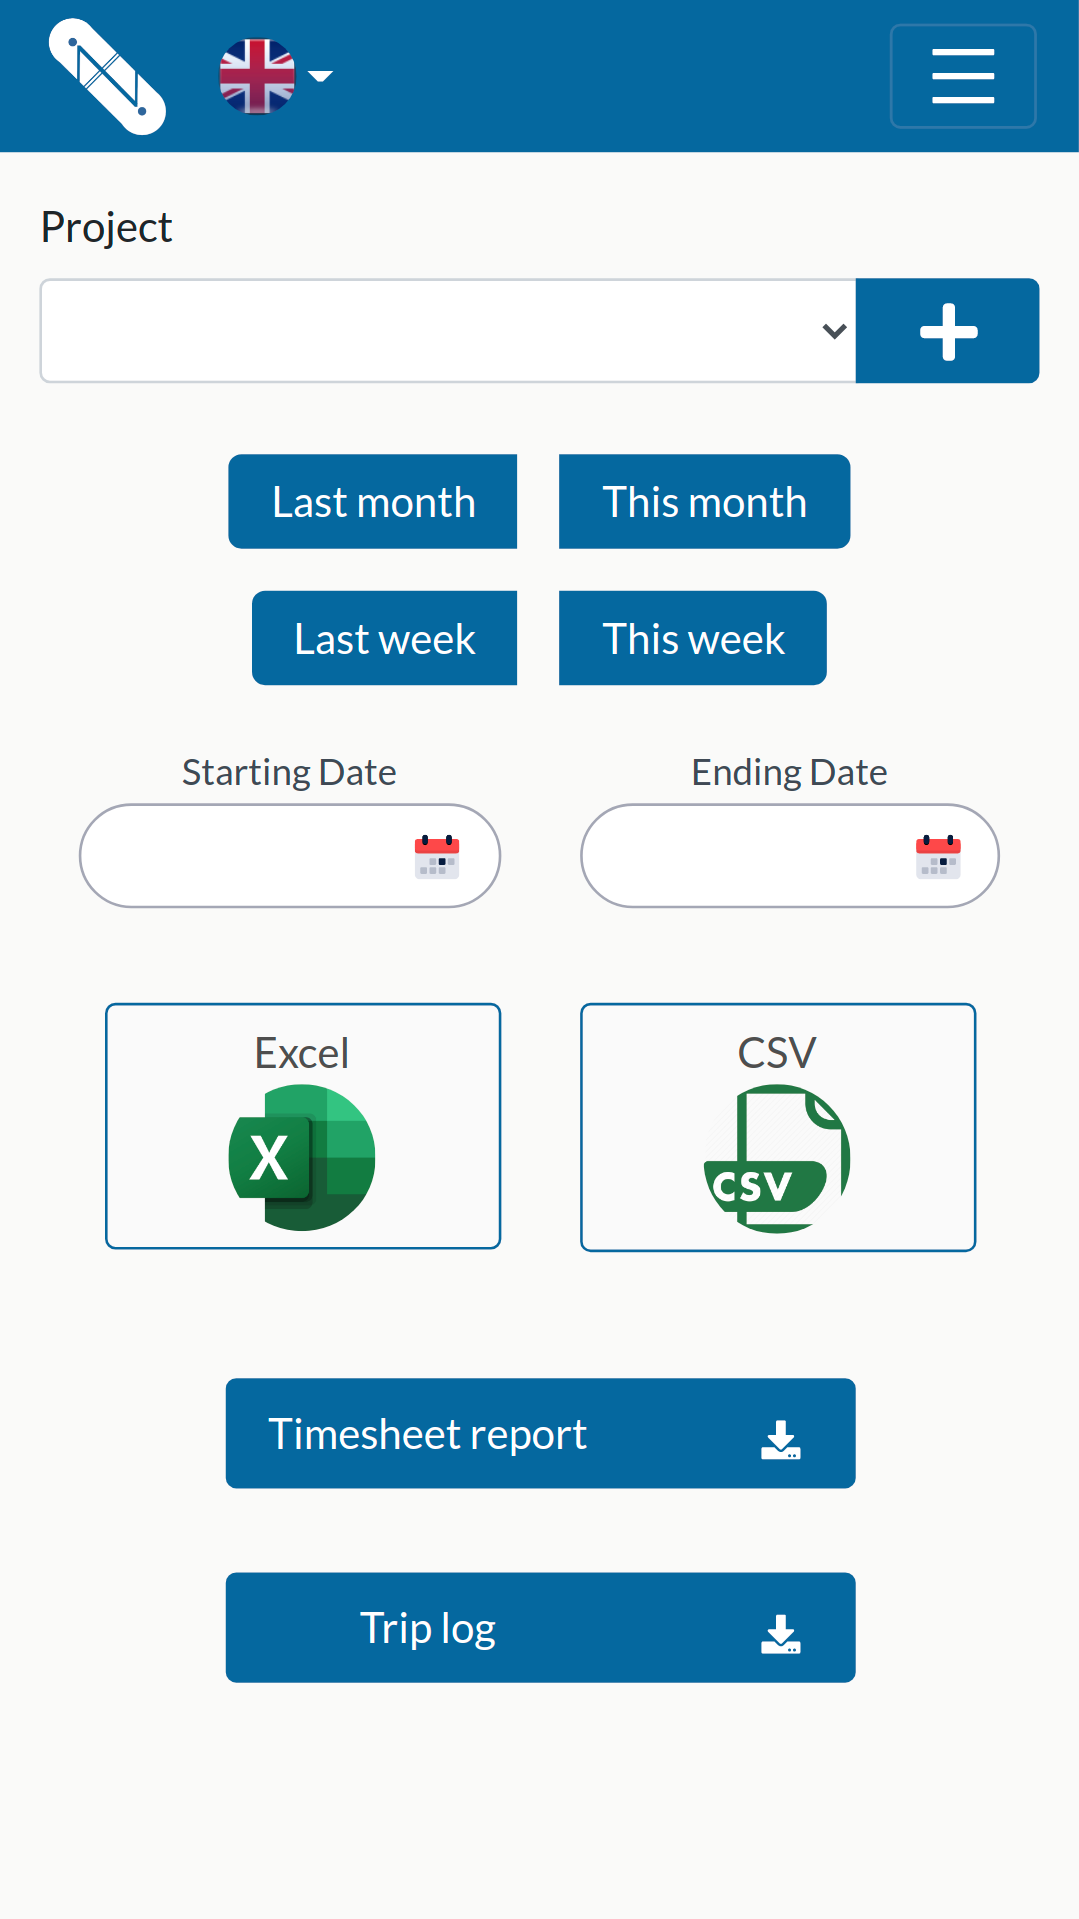 N
Project
Last month
This month
Last week
This week
Starting Date
Ending Date
Excel
CSV
X
CSV
Timesheet report
Trip log